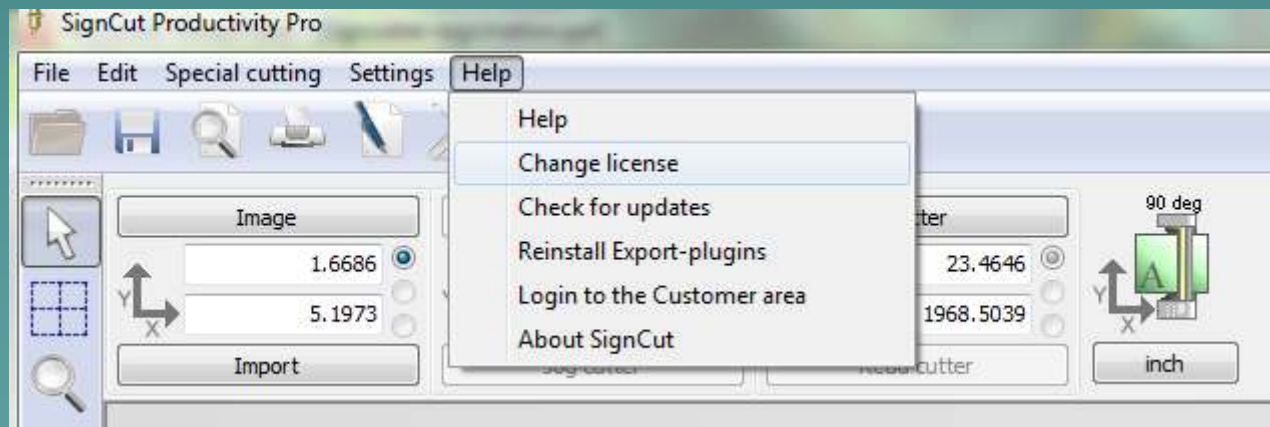 SignCut Productivity Pro
File Edit Special cutting Settings Help
Help
Change license
Check for updates
Reinstall Export-plugins
Login to the Customer area
About SignCut
Image
1.6686
Y
X
5.1973
Import
23.4646
1968.5039
90 deg
A
Y
X
inch